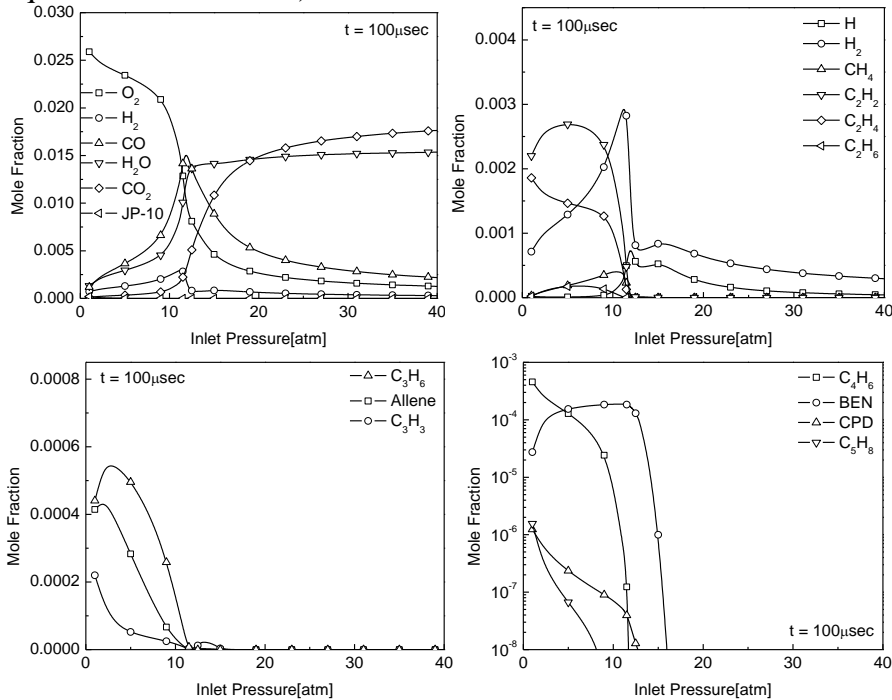 t = 100μsec
0.030
0.025
0.020
0.015
0.010
0.005
0.000
Mole Fraction
O₂
H₂
CO
H₂O
CO₂
JP-10
0 10 20 30 40
Inlet Pressure[atm]
t = 100μsec
0.004
0.003
0.002
0.001
0.000
Mole Fraction
H
H₂
CH₄
C₂H₂
C₂H₄
C₂H₆
0 10 20 30 40
Inlet Pressure[atm]
t = 100μsec
0.0008
0.0006
0.0004
0.0002
0.0000
Mole Fraction
C₃H₆
Allene
C₃H₃
0 10 20 30 40
Inlet Pressure[atm]
10⁻³
10⁻⁴
10⁻⁵
10⁻⁶
10⁻⁷
10⁻⁸
Mole Fraction
C₄H₆
BEN
CPD
C₅H₈
t = 100μsec
0 10 20 30 40
Inlet Pressure[atm]